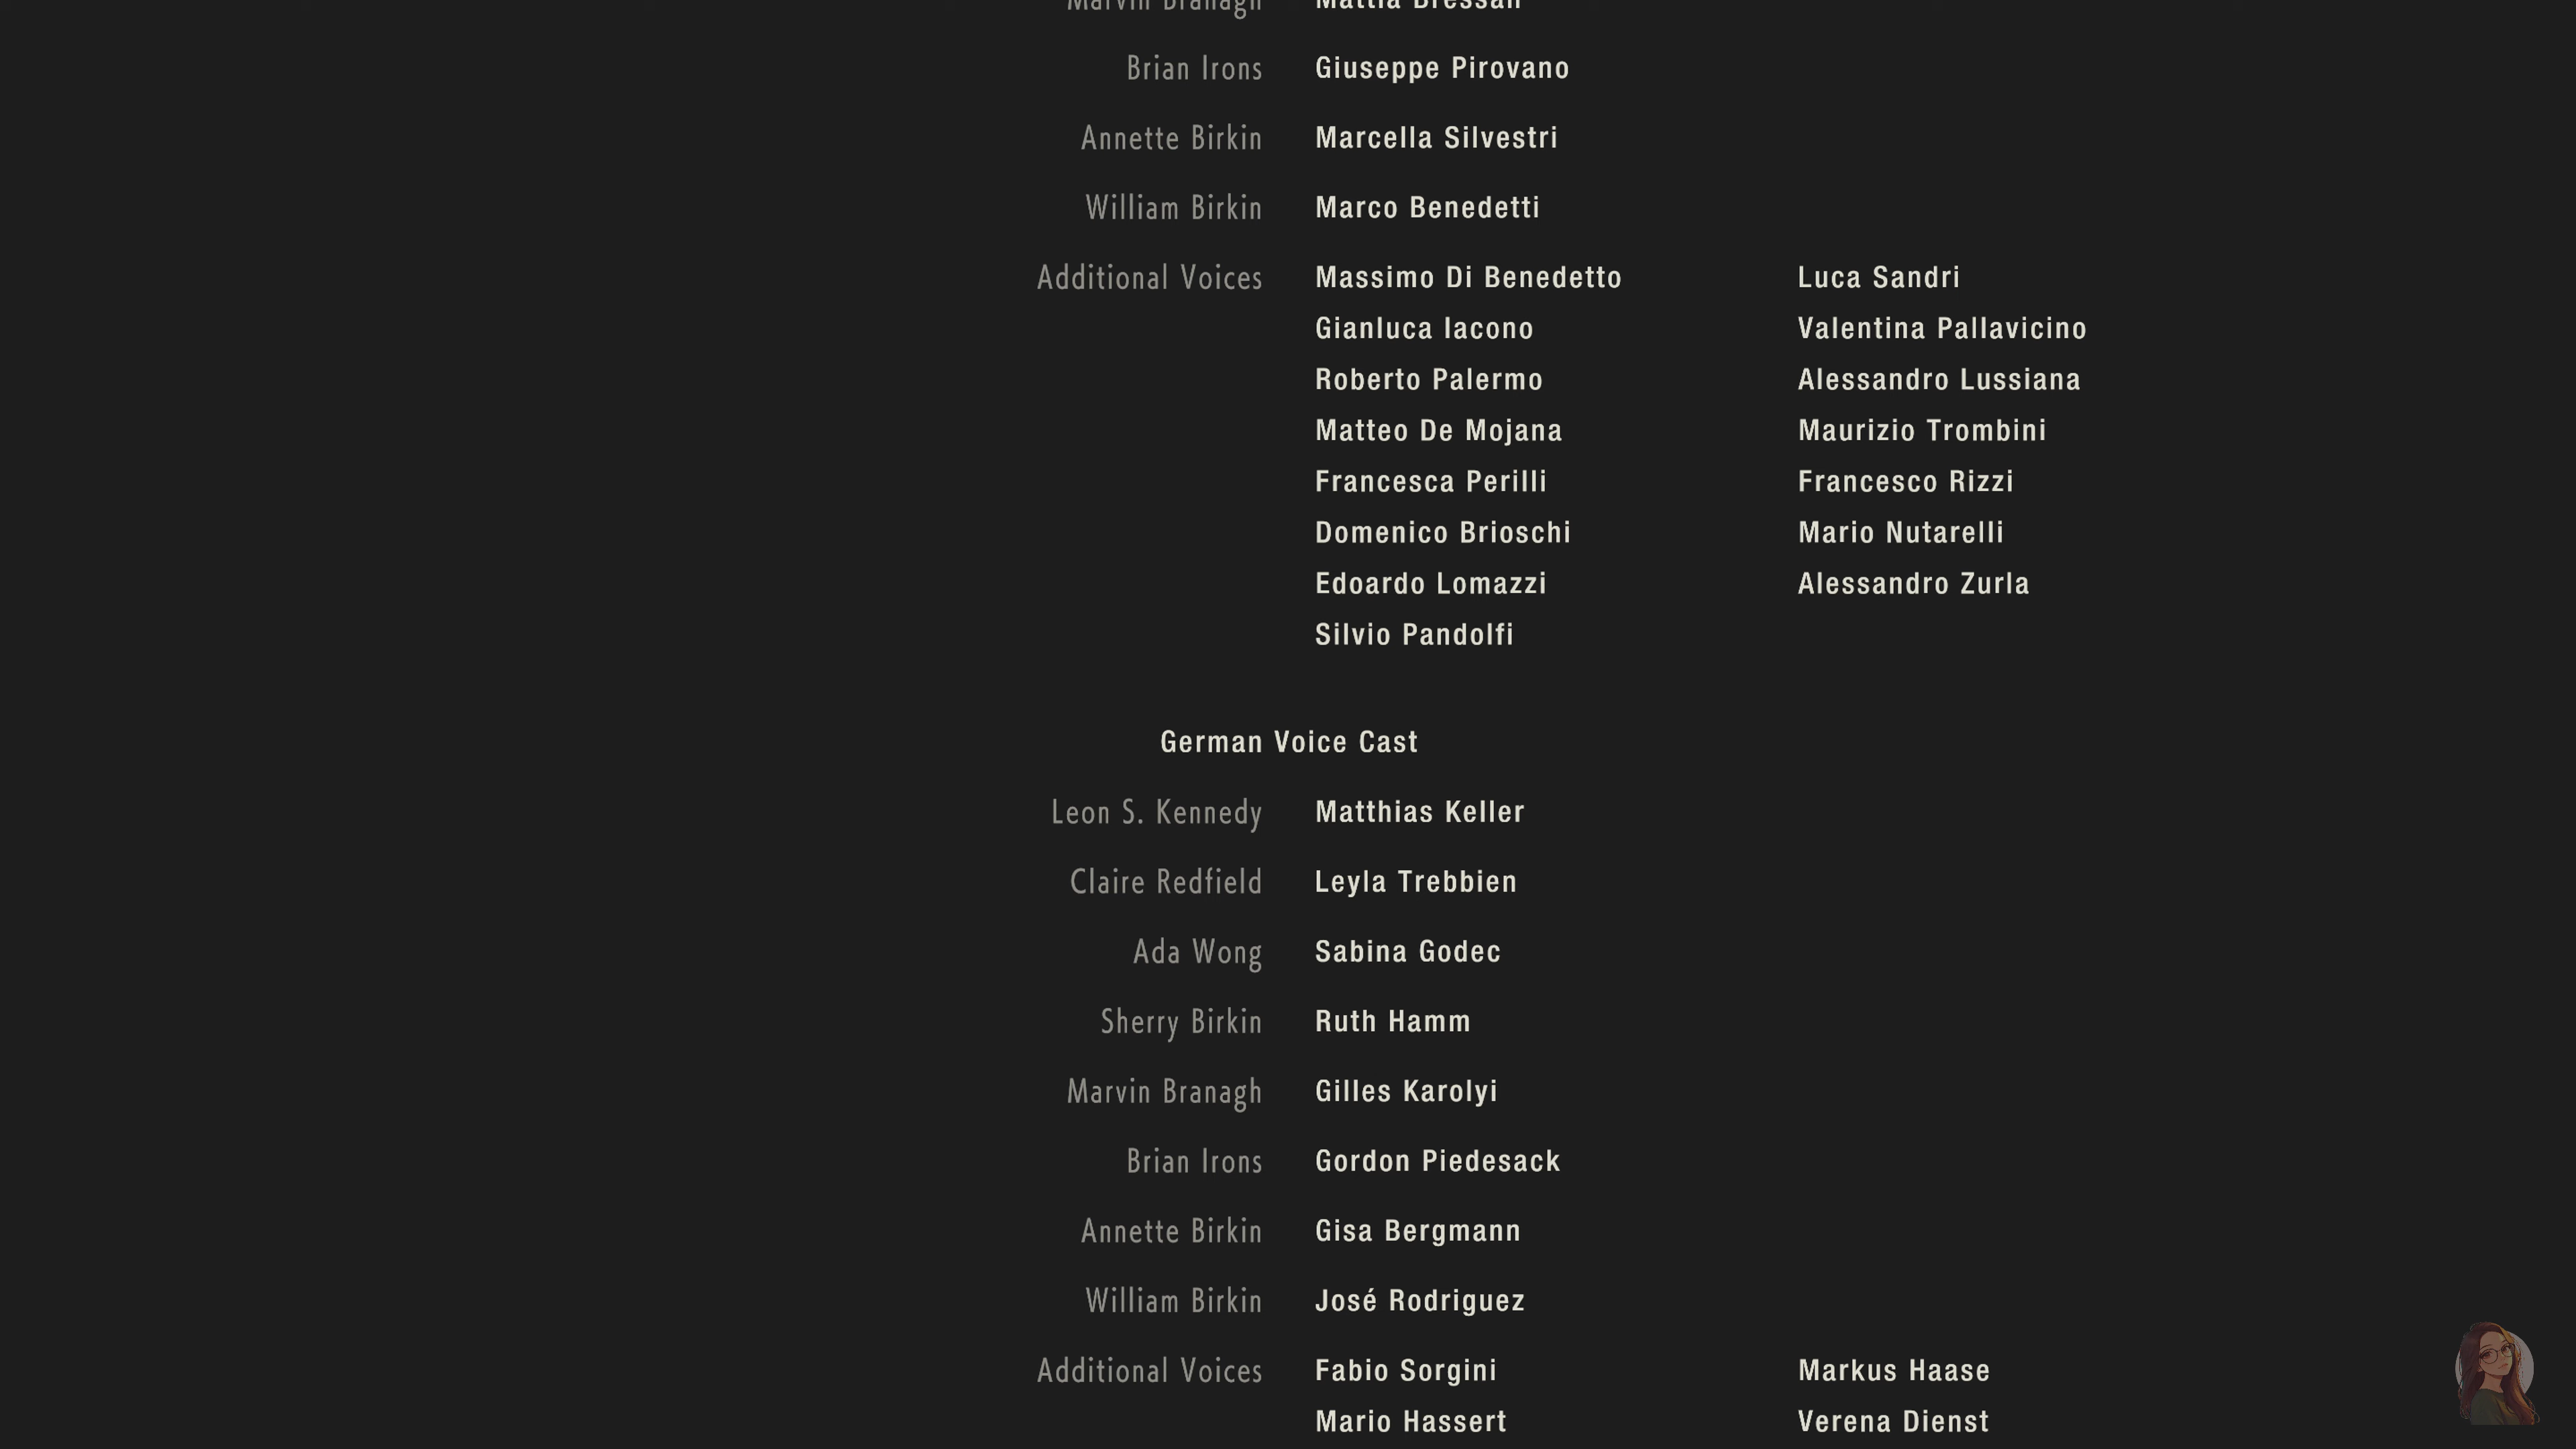 Marvin Branagh Mattia Bressan
Brian Irons Giuseppe Pirovano
Annette Birkin Marcella Silvestri
William Birkin Marco Benedetti
Additional Voices Massimo Di Benedetto Luca Sandri
Gianluca Iacono Valentina Pallavicino
Roberto Palermo Alessandro Lussiana
Matteo De Mojana Maurizio Trombini
Francesca Perilli Francesco Rizzi
Domenico Brioschi Mario Nutarelli
Edoardo Lomazzi Alessandro Zurla
Silvio Pandolfi
German Voice Cast
Leon S. Kennedy Matthias Keller
Claire Redfield Leyla Trebbien
Ada Wong Sabina Godec
Sherry Birkin Ruth Hamm
Marvin Branagh Gilles Karolyi
Brian Irons Gordon Piedesack
Annette Birkin Gisa Bergmann
William Birkin José Rodriguez
Additional Voices Fabio Sorgini Markus Haase
Mario Hassert Verena Dienst